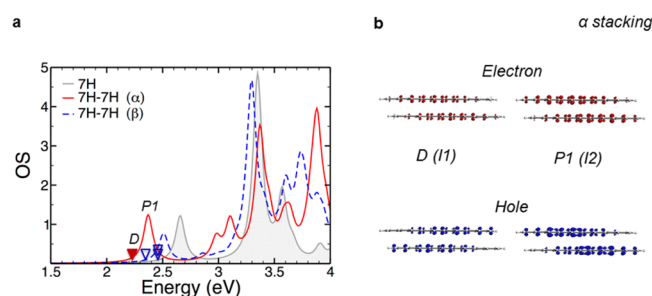 a
b
α stacking
7H
7H-7H (α)
7H-7H (β)
P1
D
OS
5
4
3
2
1
1.5 2 2.5 3 3.5 4
Energy (eV)
Electron
D (I1) P1 (I2)
Hole